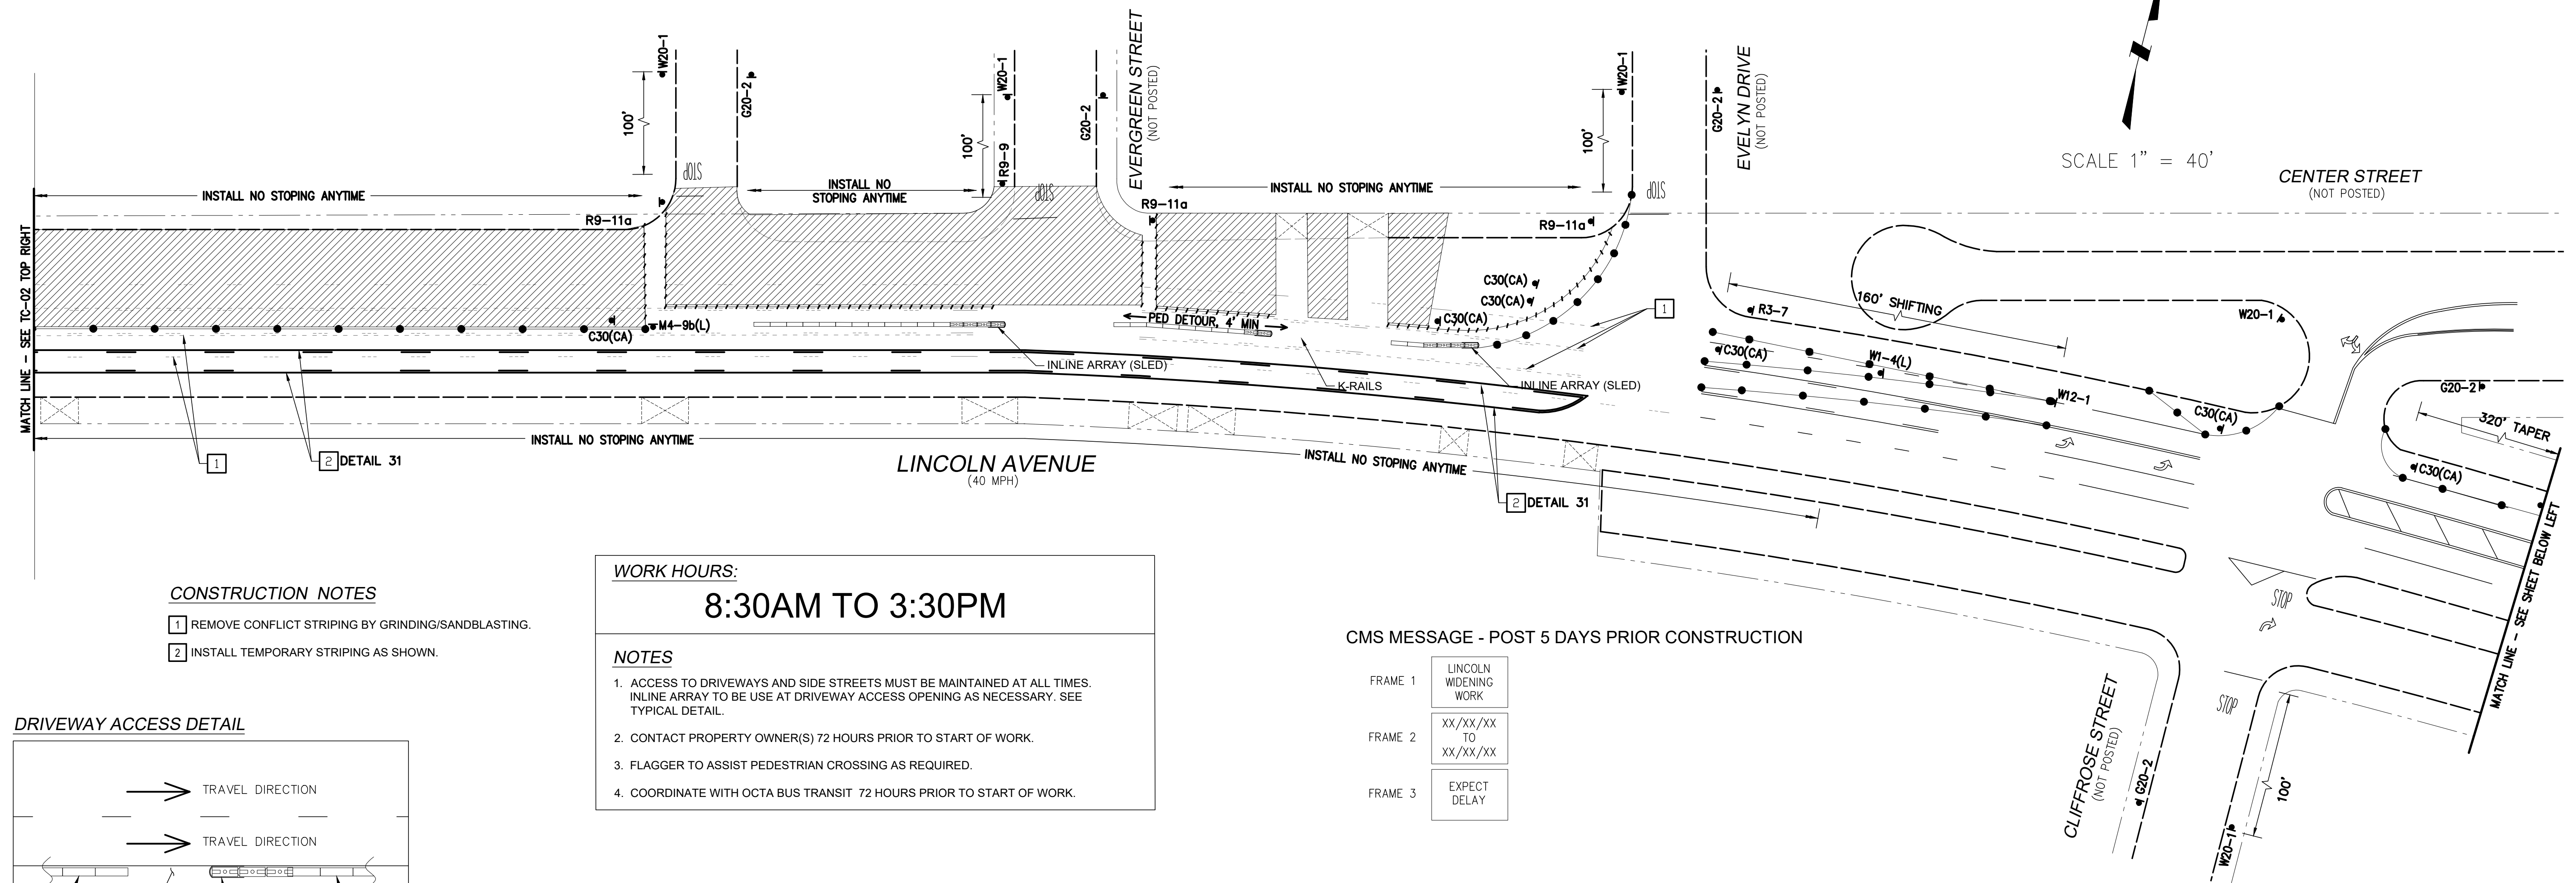 W20-1
100'
G20-2
STOP
W20-1
100'
R9-9
G20-2
STOP
EVERGREEN STREET
(NOT POSTED)
W20-1
100'
STOP
G20-2
EVELYN DRIVE
(NOT POSTED)
SCALE 1" = 40'
CENTER STREET
(NOT POSTED)
MATCH LINE - SEE TC-02 TOP RIGHT
INSTALL NO STOPING ANYTIME
R9-11a
INSTALL NO
STOPING ANYTIME
R9-11a
INSTALL NO STOPING ANYTIME
R9-11a
C30(CA)
C30(CA)
C30(CA)
1
C30(CA)
M4-9b(L)
PED DETOUR, 4' MIN
INLINE ARRAY (SLED)
K-RAILS
INLINE ARRAY (SLED)
R3-7
160' SHIFTING
W20-1
C30(CA)
W1-4(L)
W12-1
C30(CA)
G20-2
320' TAPER
C30(CA)
MATCH LINE - SEE SHEET BELOW LEFT
INSTALL NO STOPING ANYTIME
1
2 DETAIL 31
LINCOLN AVENUE
(40 MPH)
INSTALL NO STOPING ANYTIME
2 DETAIL 31
STOP
STOP
CLIFFROSE STREET
(NOT POSTED)
G20-2
W20-1
100'
CONSTRUCTION NOTES
1 REMOVE CONFLICT STRIPING BY GRINDING/SANDBLASTING.
2 INSTALL TEMPORARY STRIPING AS SHOWN.
WORK HOURS:
8:30AM TO 3:30PM
NOTES
1. ACCESS TO DRIVEWAYS AND SIDE STREETS MUST BE MAINTAINED AT ALL TIMES.
INLINE ARRAY TO BE USE AT DRIVEWAY ACCESS OPENING AS NECESSARY. SEE
TYPICAL DETAIL.
2. CONTACT PROPERTY OWNER(S) 72 HOURS PRIOR TO START OF WORK.
3. FLAGGER TO ASSIST PEDESTRIAN CROSSING AS REQUIRED.
4. COORDINATE WITH OCTA BUS TRANSIT 72 HOURS PRIOR TO START OF WORK.
CMS MESSAGE - POST 5 DAYS PRIOR CONSTRUCTION
FRAME 1
LINCOLN
WIDENING
WORK
FRAME 2
XX/XX/XX
TO
XX/XX/XX
FRAME 3
EXPECT
DELAY
DRIVEWAY ACCESS DETAIL
TRAVEL DIRECTION
TRAVEL DIRECTION